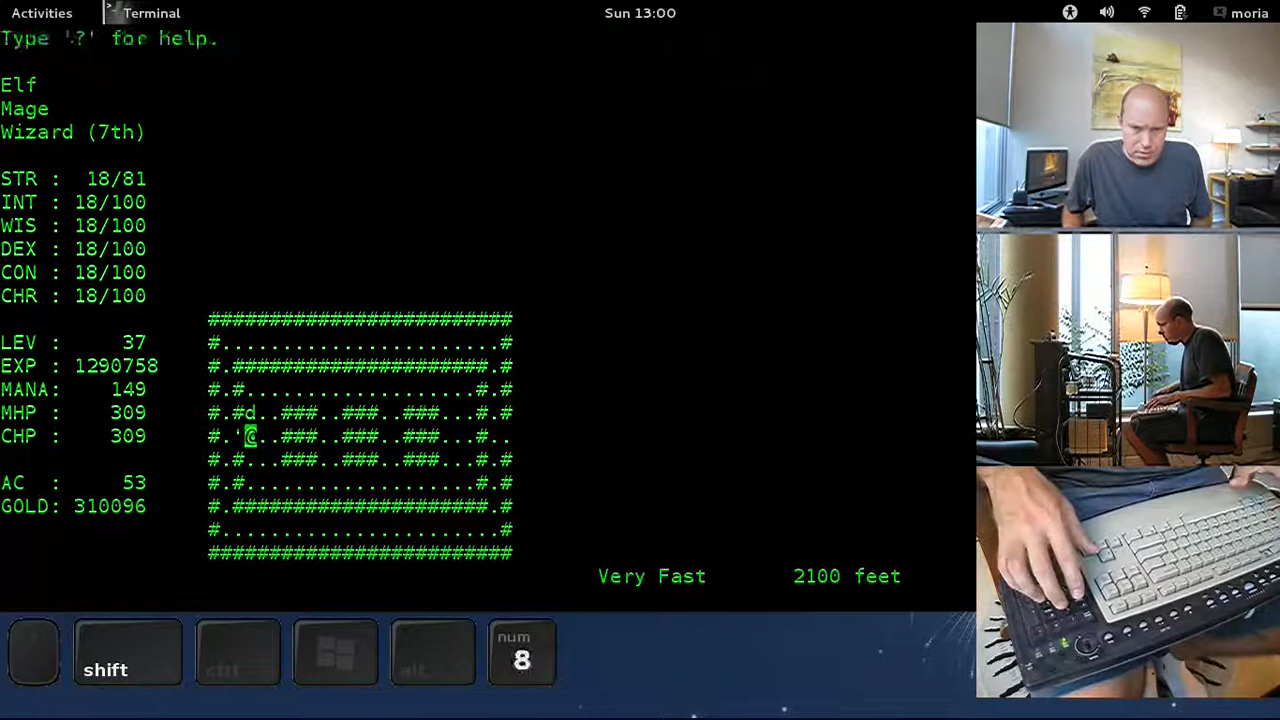 Activities Terminal Sun 13:00 moria
Type '?' for help.
Elf
Mage
Wizard (7th)
STR : 18/81
INT : 18/100
WIS : 18/100
DEX : 18/100
CON : 18/100
CHR : 18/100
#########################
LEV : 37 #.......................#
EXP : 1290758 #.#####################.#
MANA: 149 #.#...................#.#
MHP : 309 #.#d..###..###..###...#.#
CHP : 309 #.'@..###..###..###...#..
#.#...###..###..###...#.#
AC : 53 #.#...................#.#
GOLD: 310096 #.#####################.#
#.......................#
#########################
Very Fast 2100 feet
shift ctrl alt num
8